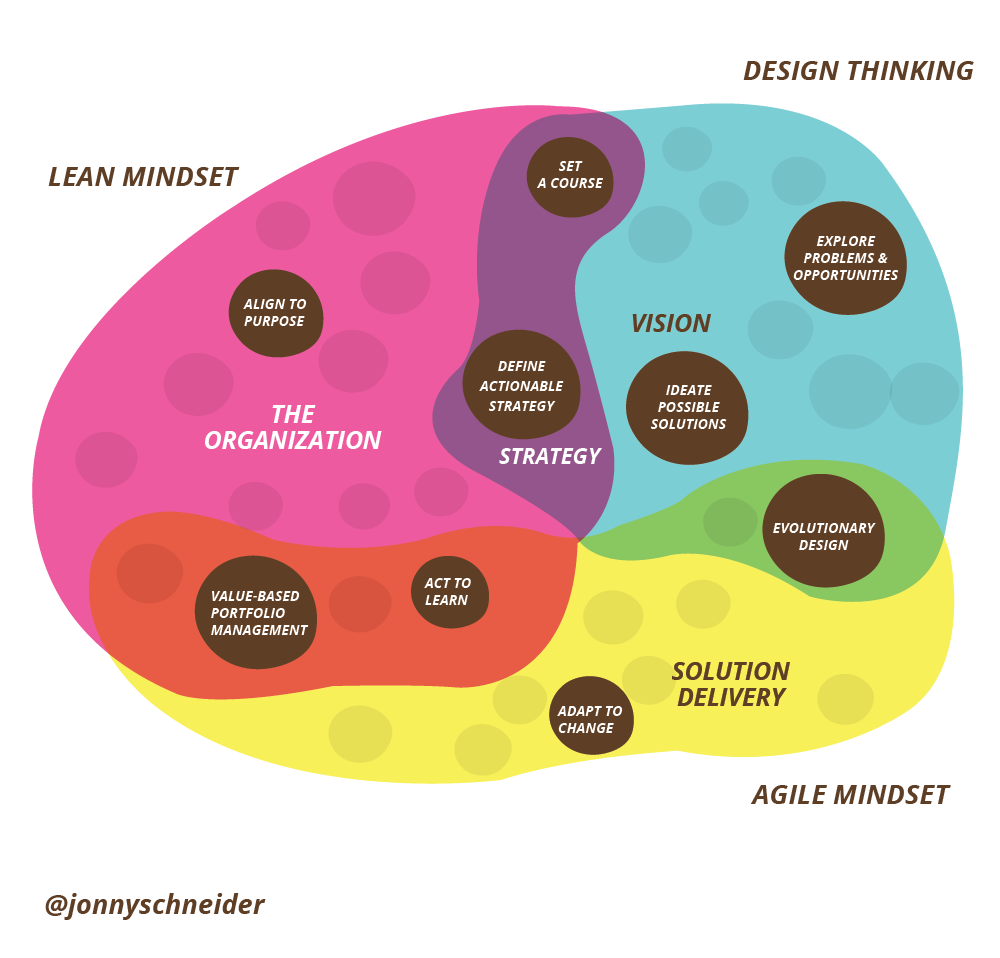 DESIGN THINKING
LEAN MINDSET
SET
A COURSE
EXPLORE
PROBLEMS &
OPPORTUNITIES
ALIGN TO
PURPOSE
VISION
DEFINE
ACTIONABLE
STRATEGY
IDEATE
POSSIBLE
SOLUTIONS
THE
ORGANIZATION
STRATEGY
EVOLUTIONARY
DESIGN
VALUE-BASED
PORTFOLIO
MANAGEMENT
ACT TO
LEARN
SOLUTION
DELIVERY
ADAPT TO
CHANGE
AGILE MINDSET
@jonnyschneider